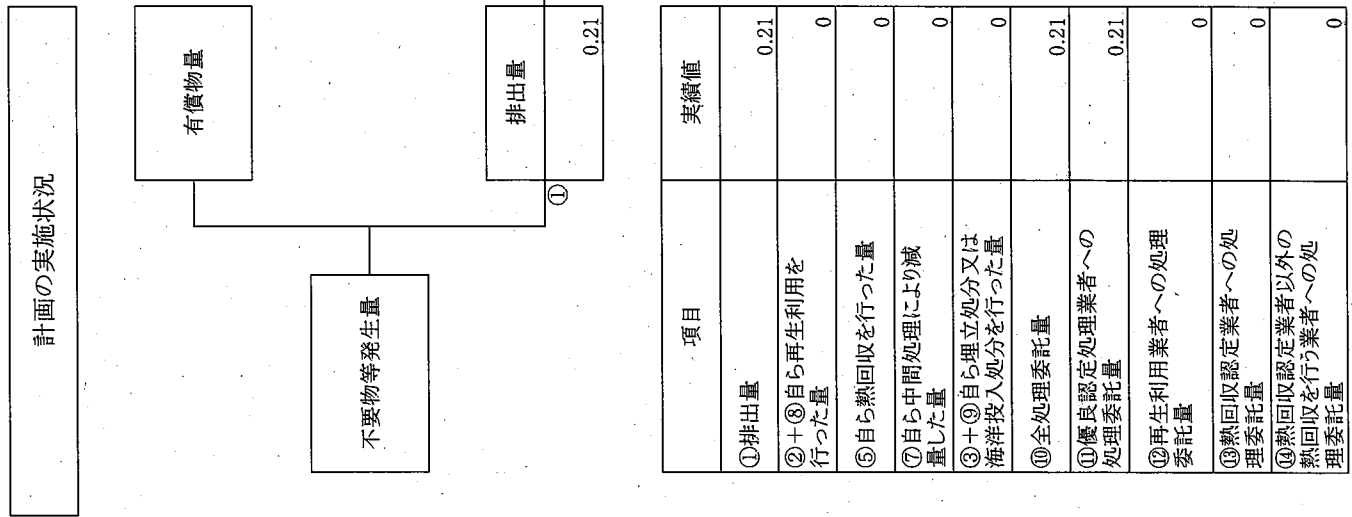 計画の実施状況
不要物等発生量
有償物量
①
排出量
0.21
項目
実績値
①排出量
0.21
②+⑧自ら再生利用を
行った量
0
⑤自ら熱回収を行った量
0
⑦自ら中間処理により減
量した量
0
③+⑨自ら埋立処分又は
海洋投入処分を行った量
0
⑩全処理委託量
0.21
⑪優良認定処理業者への
処理委託量
0.21
⑫再生利用業者への処理
委託量
0
⑬熱回収認定業者への処
理委託量
0
⑭熱回収認定業者以外の
熱回収を行う業者への処
理委託量
0